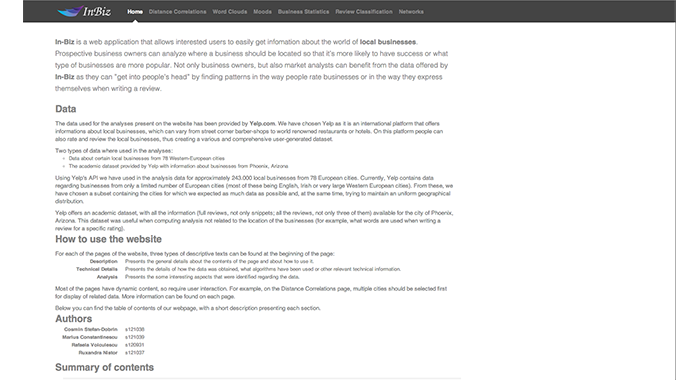 InBiz Home Distance Correlations Word Clouds Moods Business Statistics Review Classification Networks
In-Biz is a web application that allows interested users to easily get infomation about the world of local businesses.
Prospective business owners can analyze where a business should be located so that it's more likely to have success or what
type of businesses are more popular. Not only business owners, but also market analysts can benefit from the data offered by
In-Biz as they can "get into people's head" by finding patterns in the way people rate businesses or in the way they express
themselves when writing a review.
Data
The data used for the analyses present on the website has been provided by Yelp.com. We have chosen Yelp as it is an international platform that offers
informations about local businesses, which can vary from street corner barber-shops to world renowned restaurants or hotels. On this platform people can
also rate and review the local businesses, thus creating a various and comprehensive user-generated dataset.
Two types of data where used in the analyses:
Data about certain local businesses from 78 Western-European cities
The academic dataset provided by Yelp with information about businesses from Phoenix, Arizona
Using Yelp's API we have used in the analysis data for approximately 243.000 local businesses from 78 European cities. Currently, Yelp contains data
regarding businesses from only a limited number of European cities (most of these being English, Irish or very large Western European cities). From these, we
have chosen a subset containing the cities for which we expected as much data as possible and, at the same time, trying to maintain an uniform geographical
distribution.
Yelp offers an academic dataset, with all the information (full reviews, not only snippets; all the reviews, not only three of them) available for the city of Phoenix,
Arizona. This dataset was useful when computing analysis not related to the location of the businesses (for example, what words are used when writing a
review for a specific rating).
How to use the website
For each of the pages of the website, three types of descriptive texts can be found at the beginning of the page:
Description Presents the general details about the contents of the page and about how to use it.
Technical Details Presents the details of how the data was obtained, what algorithms have been used or other relevant technical information.
Analysis Presents the some interesting aspects that were identified regarding the data.
Most of the pages have dynamic content, so require user interaction. For example, on the Distance Correlations page, multiple cities should be selected first
for display of related data. More information can be found on each page.
Below you can find the table of contents of our webpage, with a short description presenting each section.
Authors
Cosmin Stefan-Dobrin s121035
Marius Constantinescu s121039
Rafaela Voiculescu s120931
Ruxandra Nistor s121037
Summary of contents